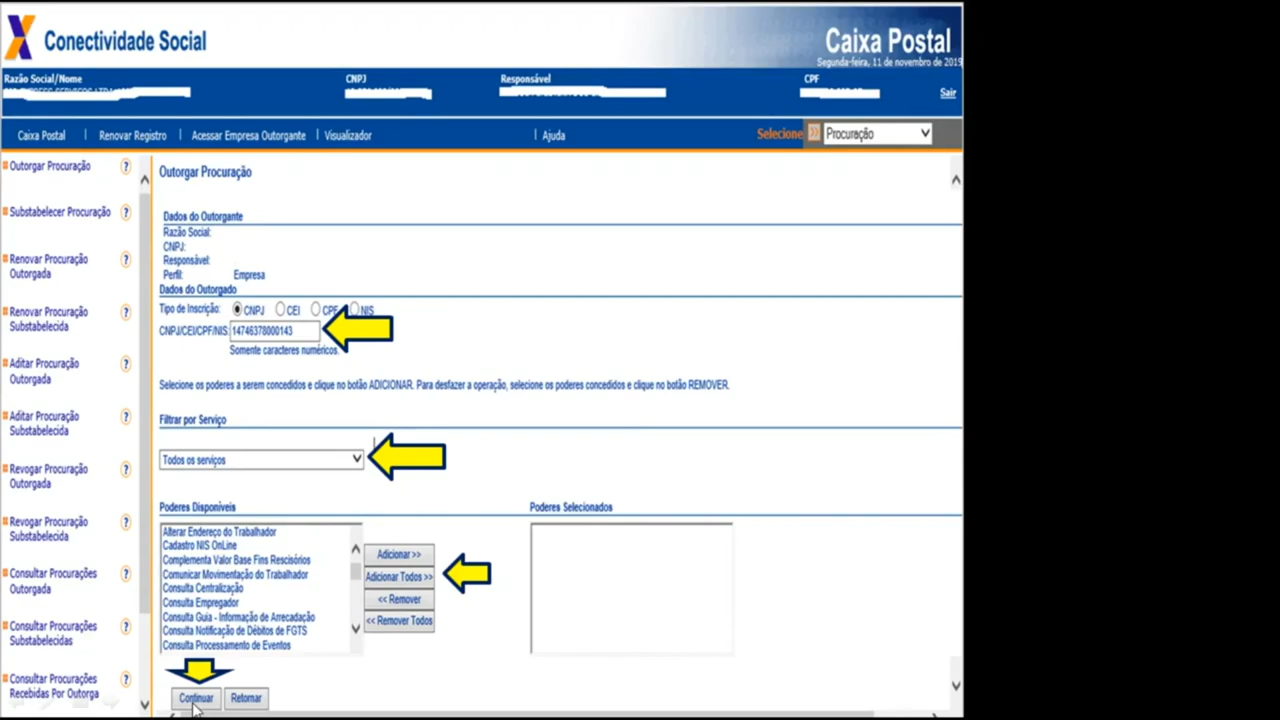 Conectividade Social
Caixa Postal
Segunda-feira, 11 de novembro de 2019
Razão Social/Nome
CNPJ
Responsável
CPF
Sair
Caixa Postal | Renovar Registro | Acessar Empresa Outorgante | Visualizador | Ajuda
Selecione
Procuração
Outorgar Procuração ?
Substabelecer Procuração ?
Renovar Procuração ?
Outorgada
Renovar Procuração ?
Substabelecida
Aditar Procuração ?
Outorgada
Aditar Procuração ?
Substabelecida
Revogar Procuração ?
Outorgada
Revogar Procuração ?
Substabelecida
Consultar Procurações ?
Outorgada
Consultar Procurações ?
Substabelecidas
Consultar Procurações ?
Recebidas Por Outorga
Outorgar Procuração
Dados do Outorgante
Razão Social:
CNPJ:
Responsável:
Perfil: Empresa
Dados do Outorgado
Tipo de Inscrição: CNPJ CEI CPF NIS
CNPJ/CEI/CPF/NIS: 14746378000143
Somente caracteres numéricos.
Selecione os poderes a serem concedidos e clique no botão ADICIONAR. Para desfazer a operação, selecione os poderes concedidos e clique no botão REMOVER.
Filtrar por Serviço
Todos os serviços
Poderes Disponíveis
Alterar Endereço do Trabalhador
Cadastro NIS OnLine
Complementa Valor Base Fins Rescisórios
Comunicar Movimentação do Trabalhador
Consulta Centralização
Consulta Empregador
Consulta Guia - Informação de Arrecadação
Consulta Notificação de Débitos de FGTS
Consulta Processamento de Eventos
Adicionar >>
Adicionar Todos >>
<< Remover
<< Remover Todos
Poderes Selecionados
Continuar
Retornar